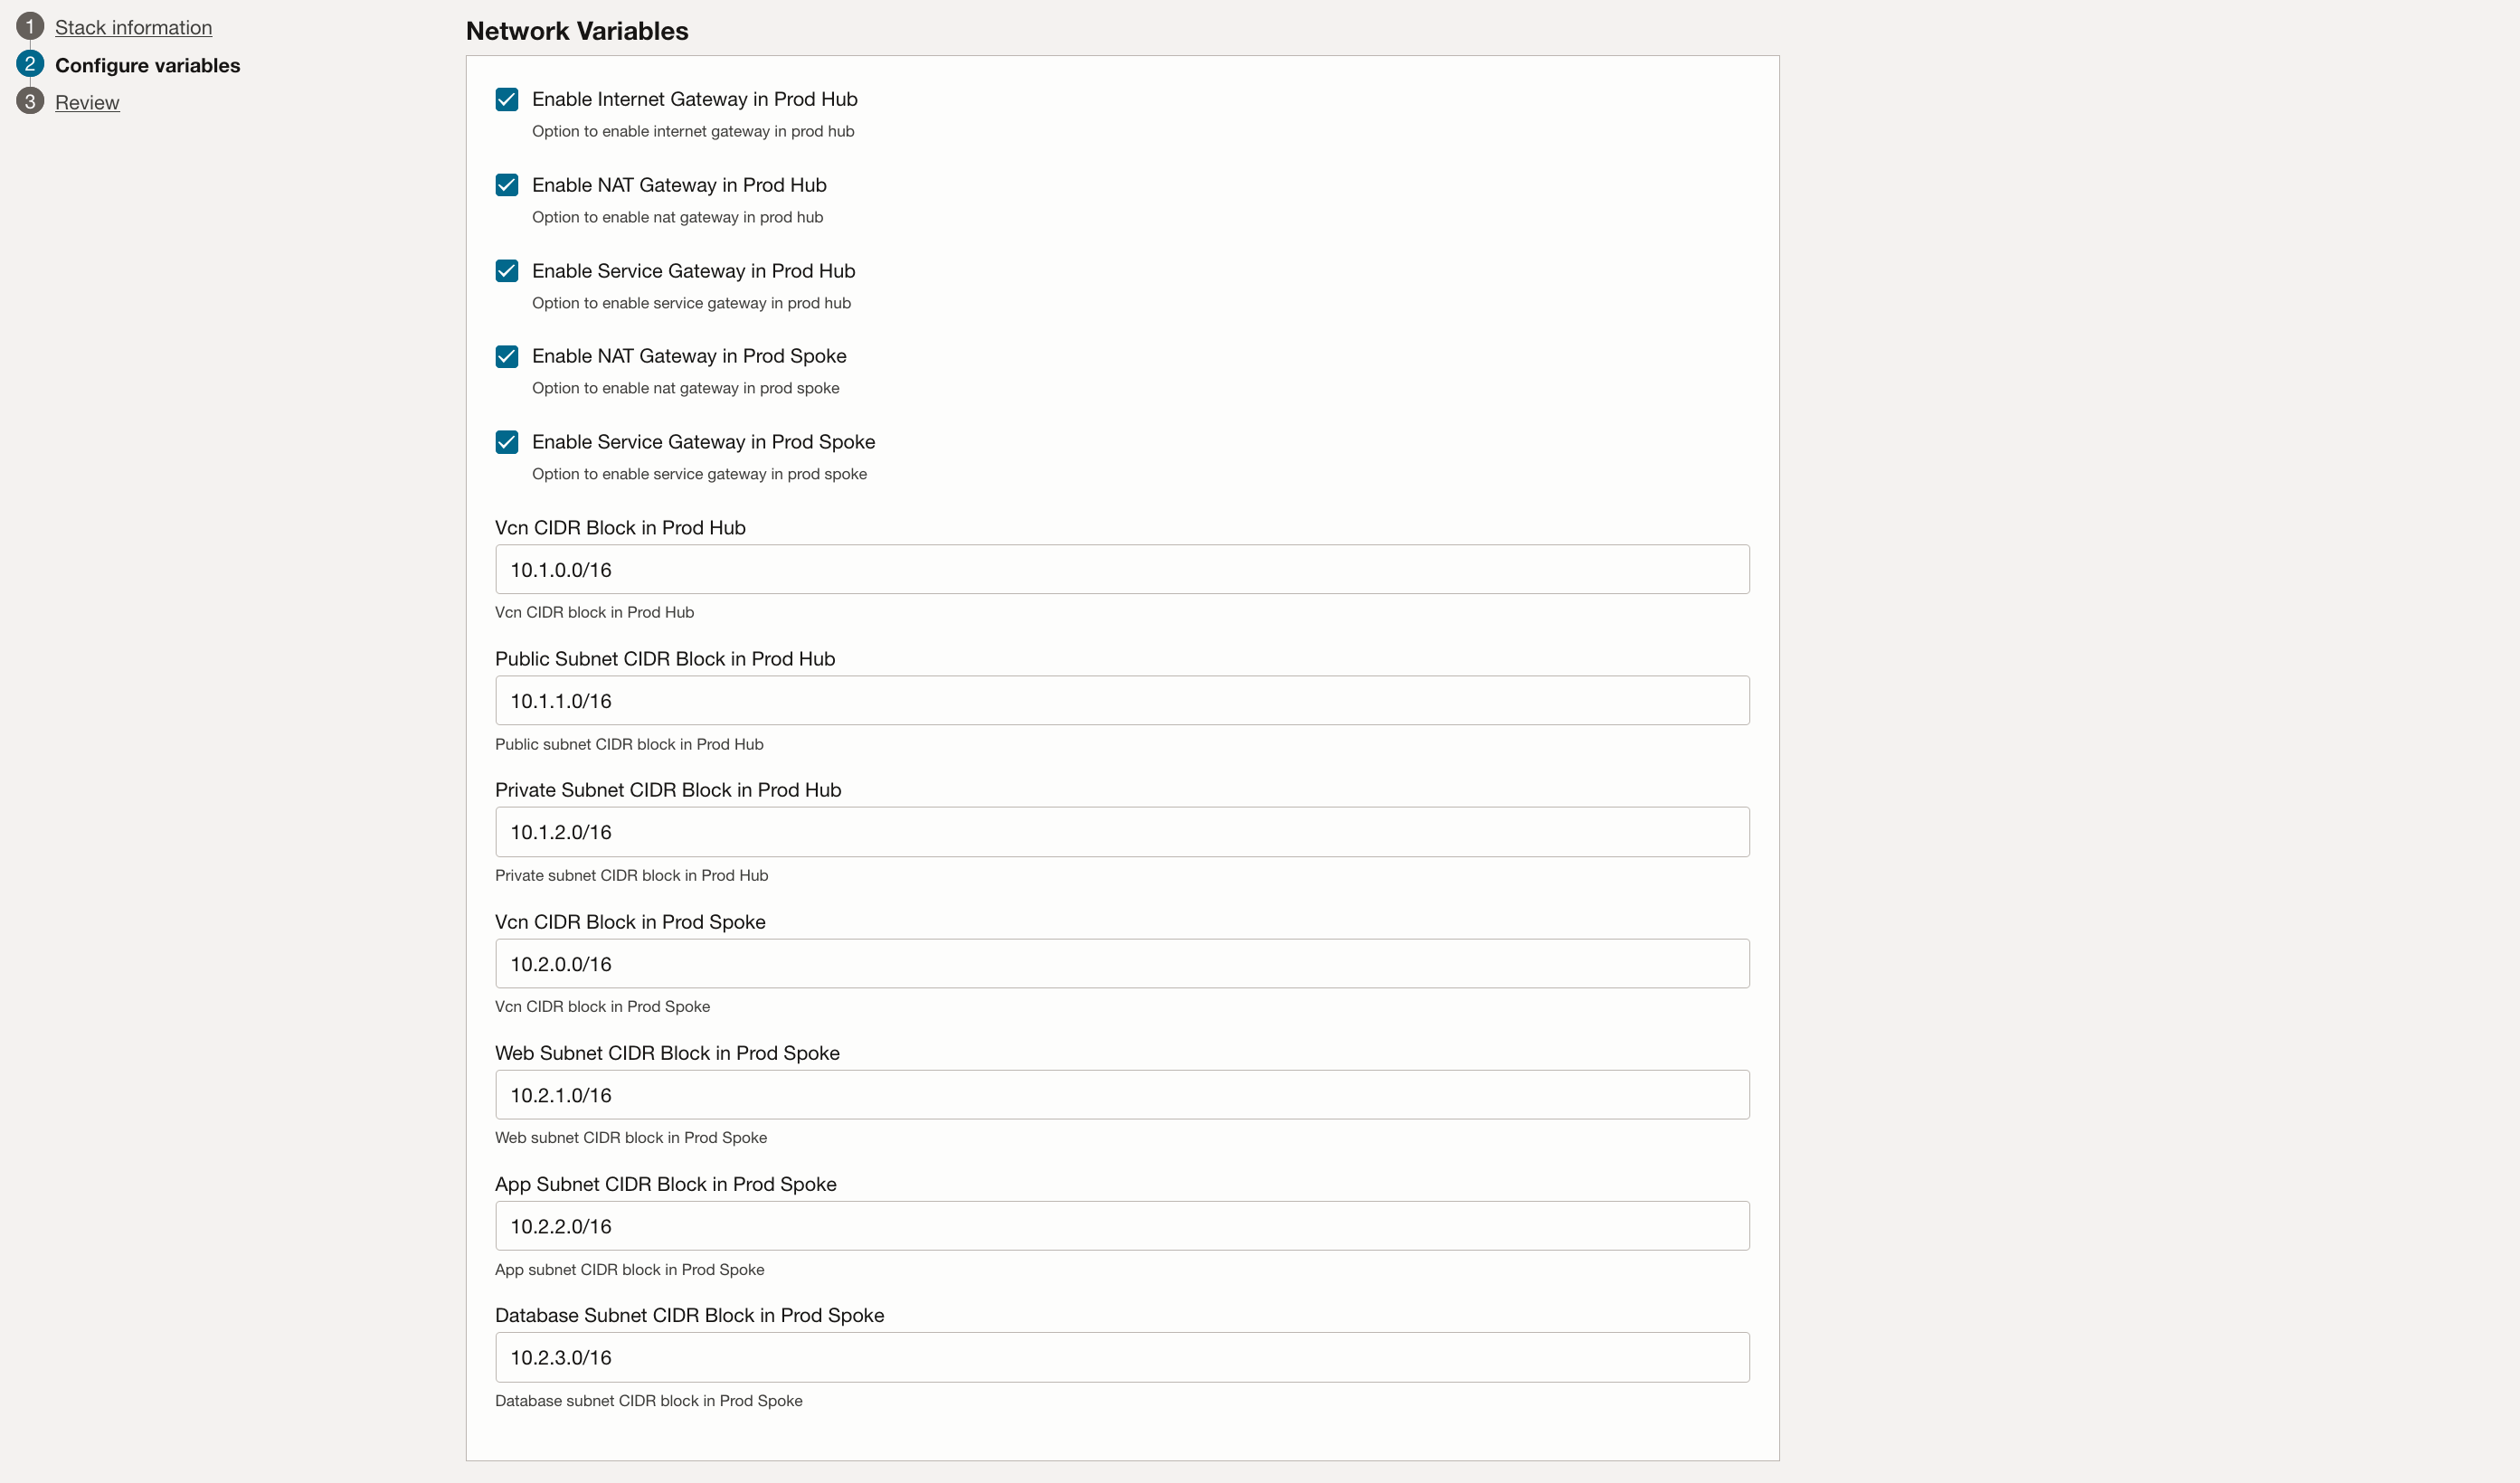 1 Stack information
2 Configure variables
3 Review
Network Variables
Enable Internet Gateway in Prod Hub
Option to enable internet gateway in prod hub
Enable NAT Gateway in Prod Hub
Option to enable nat gateway in prod hub
Enable Service Gateway in Prod Hub
Option to enable service gateway in prod hub
Enable NAT Gateway in Prod Spoke
Option to enable nat gateway in prod spoke
Enable Service Gateway in Prod Spoke
Option to enable service gateway in prod spoke
Vcn CIDR Block in Prod Hub
10.1.0.0/16
Vcn CIDR block in Prod Hub
Public Subnet CIDR Block in Prod Hub
10.1.1.0/16
Public subnet CIDR block in Prod Hub
Private Subnet CIDR Block in Prod Hub
10.1.2.0/16
Private subnet CIDR block in Prod Hub
Vcn CIDR Block in Prod Spoke
10.2.0.0/16
Vcn CIDR block in Prod Spoke
Web Subnet CIDR Block in Prod Spoke
10.2.1.0/16
Web subnet CIDR block in Prod Spoke
App Subnet CIDR Block in Prod Spoke
10.2.2.0/16
App subnet CIDR block in Prod Spoke
Database Subnet CIDR Block in Prod Spoke
10.2.3.0/16
Database subnet CIDR block in Prod Spoke